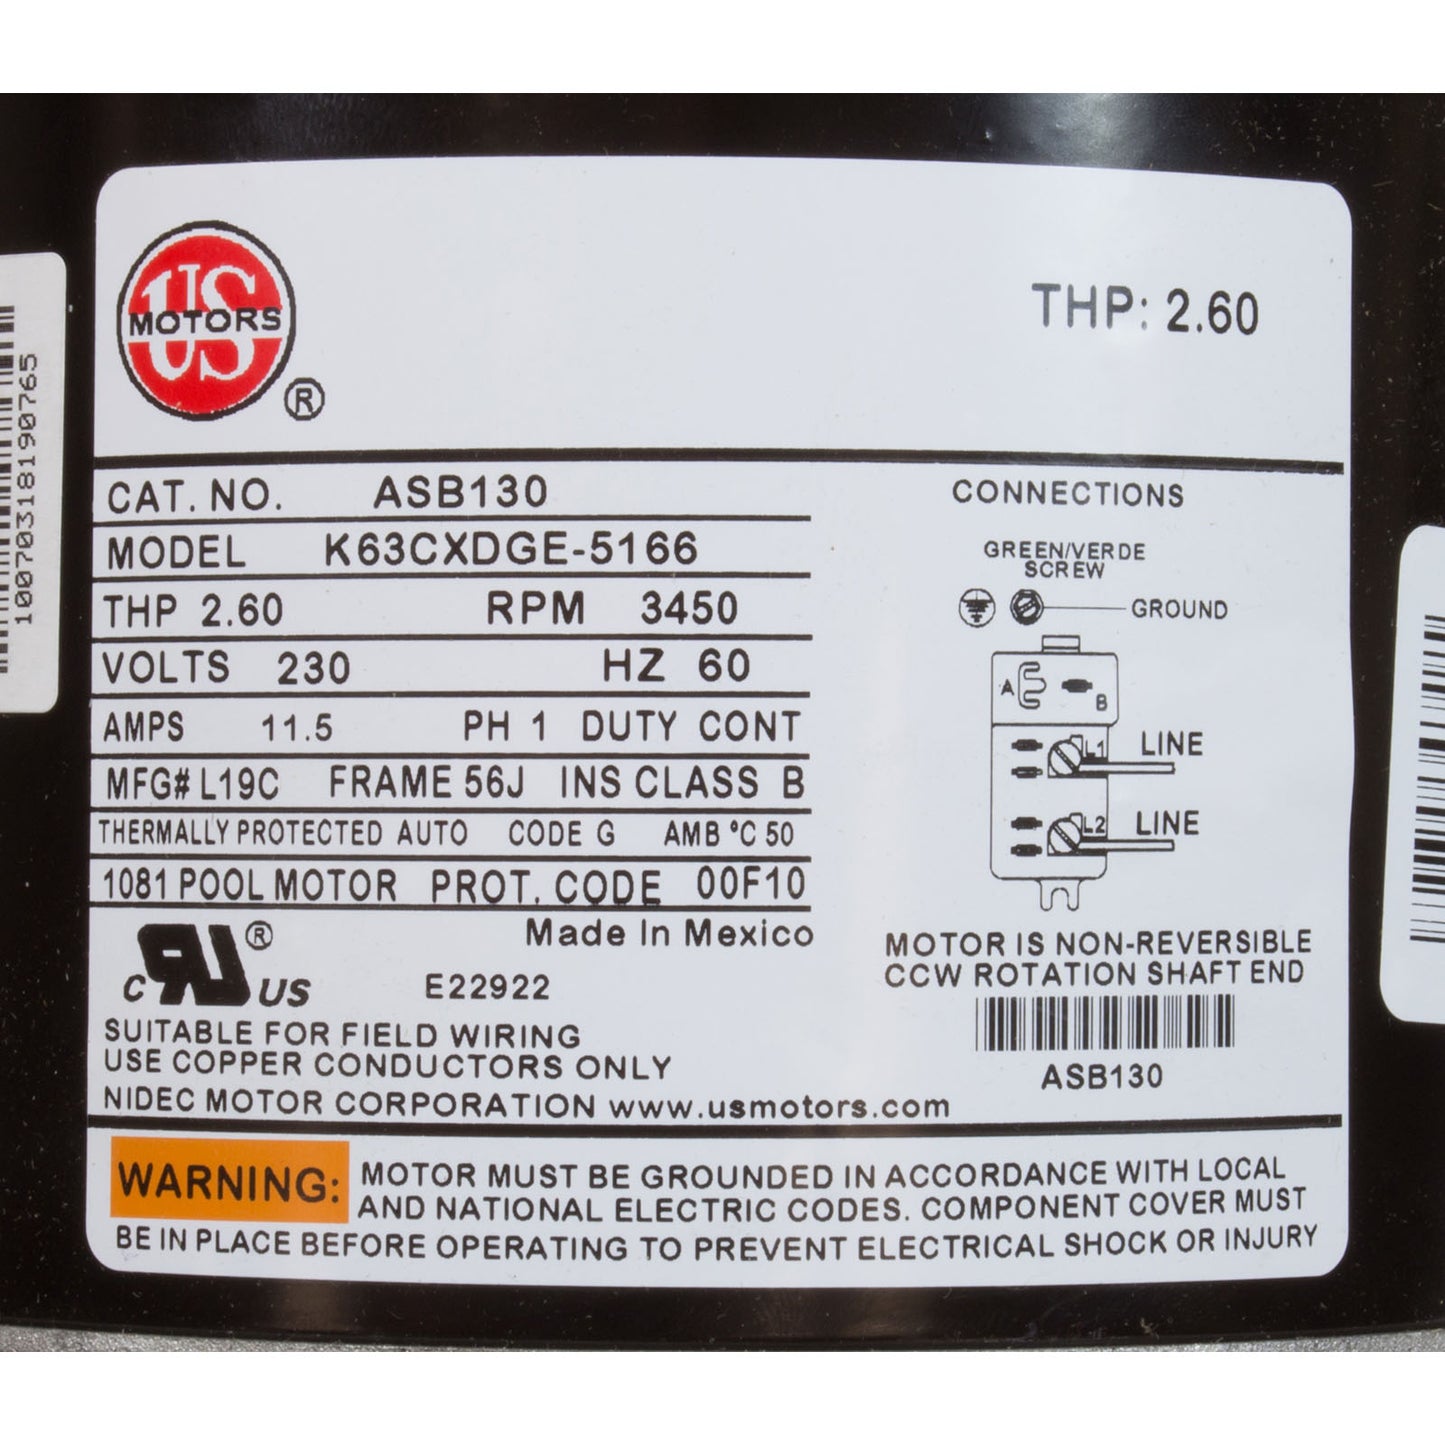 US
MOTORS
®
THP: 2.60
CAT. NO. ASB130
MODEL K63CXDGE-5166
THP 2.60 RPM 3450
VOLTS 230 HZ 60
AMPS 11.5 PH 1 DUTY CONT
MFG# L19C FRAME 56J INS CLASS B
THERMALLY PROTECTED AUTO CODE G AMB °C 50
1081 POOL MOTOR PROT. CODE 00F10
Made In Mexico
C UR US ®
E22922
SUITABLE FOR FIELD WIRING
USE COPPER CONDUCTORS ONLY
NIDEC MOTOR CORPORATION www.usmotors.com
CONNECTIONS
GREEN/VERDE
SCREW
GROUND
A
B
L1 LINE
L2 LINE
MOTOR IS NON-REVERSIBLE
CCW ROTATION SHAFT END
ASB130
WARNING: MOTOR MUST BE GROUNDED IN ACCORDANCE WITH LOCAL
AND NATIONAL ELECTRIC CODES. COMPONENT COVER MUST
BE IN PLACE BEFORE OPERATING TO PREVENT ELECTRICAL SHOCK OR INJURY
10070318190765